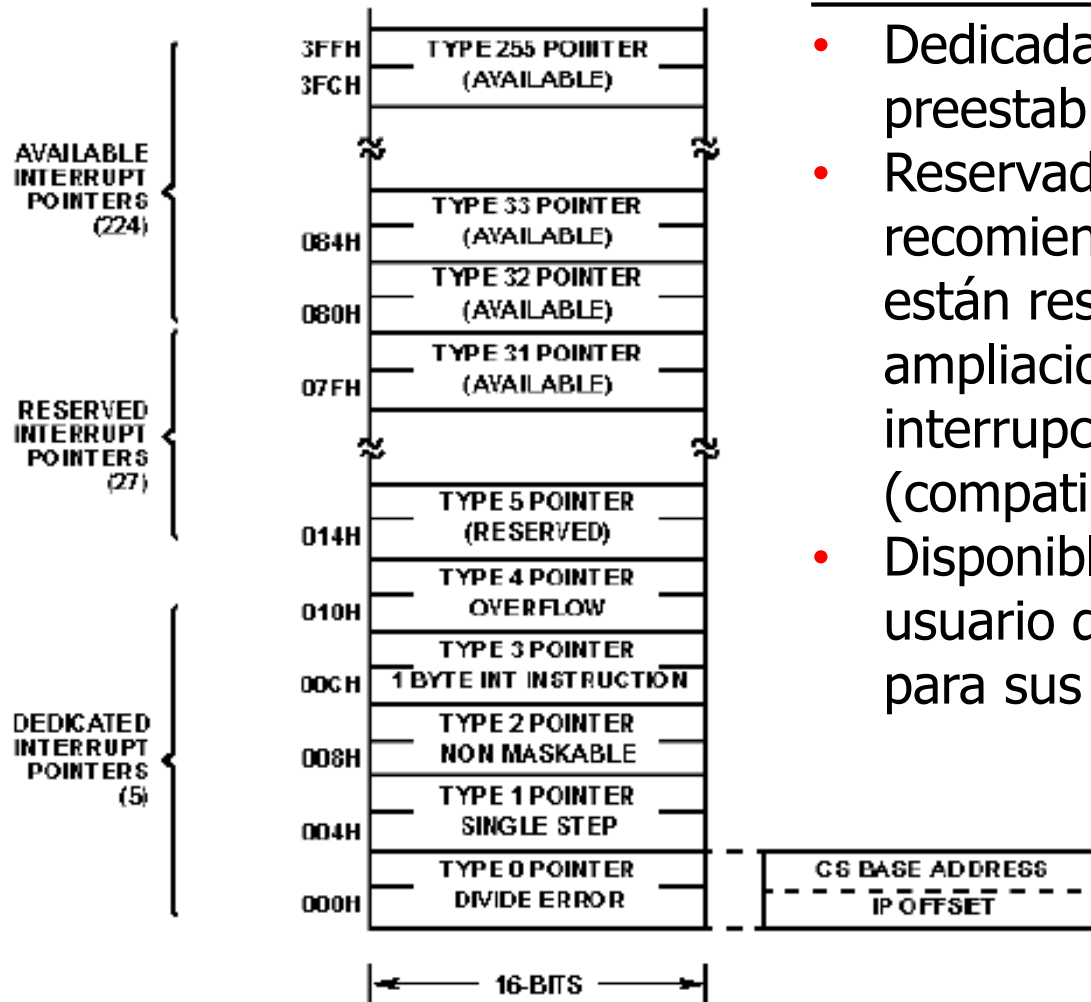 3FFH
TYPE 255 POINTER
3FCH
(AVAILABLE)
AVAILABLE
INTERRUPT
POINTERS
(224)
TYPE 33 POINTER
084H
(AVAILABLE)
TYPE 32 POINTER
080H
(AVAILABLE)
TYPE 31 POINTER
07FH
(AVAILABLE)
RESERVED
INTERRUPT
POINTERS
(27)
TYPE 5 POINTER
014H
(RESERVED)
TYPE 4 POINTER
010H
OVERFLOW
TYPE 3 POINTER
00CH
1 BYTE INT INSTRUCTION
DEDICATED
INTERRUPT
POINTERS
(5)
TYPE 2 POINTER
008H
NON MASKABLE
TYPE 1 POINTER
004H
SINGLE STEP
TYPE 0 POINTER
000H
DIVIDE ERROR
CS BASE ADDRESS
IP OFFSET
16-BITS
• Dedicada
preestab
• Reservad
recomien
están res
ampliacio
interrupc
(compati
• Disponibl
usuario d
para sus